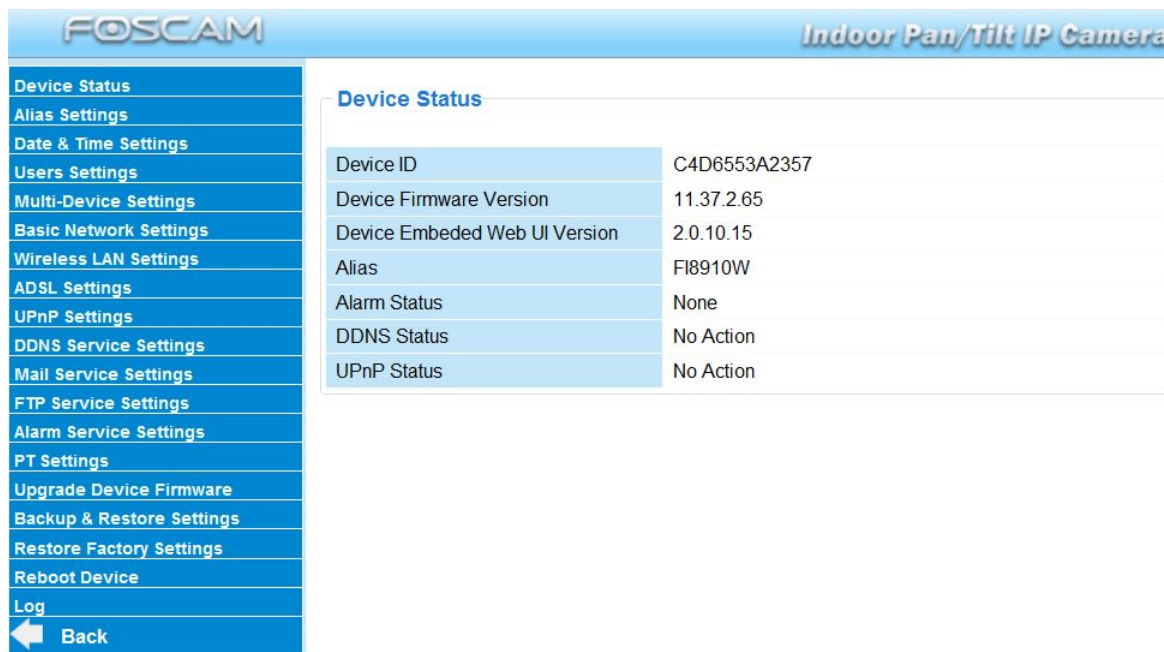 FOSCAM
Indoor Pan/Tilt IP Camera
Device Status
Alias Settings
Date & Time Settings
Users Settings
Multi-Device Settings
Basic Network Settings
Wireless LAN Settings
ADSL Settings
UPnP Settings
DDNS Service Settings
Mail Service Settings
FTP Service Settings
Alarm Service Settings
PT Settings
Upgrade Device Firmware
Backup & Restore Settings
Restore Factory Settings
Reboot Device
Log
Back
Device Status
Device ID C4D6553A2357
Device Firmware Version 11.37.2.65
Device Embeded Web UI Version 2.0.10.15
Alias FI8910W
Alarm Status None
DDNS Status No Action
UPnP Status No Action